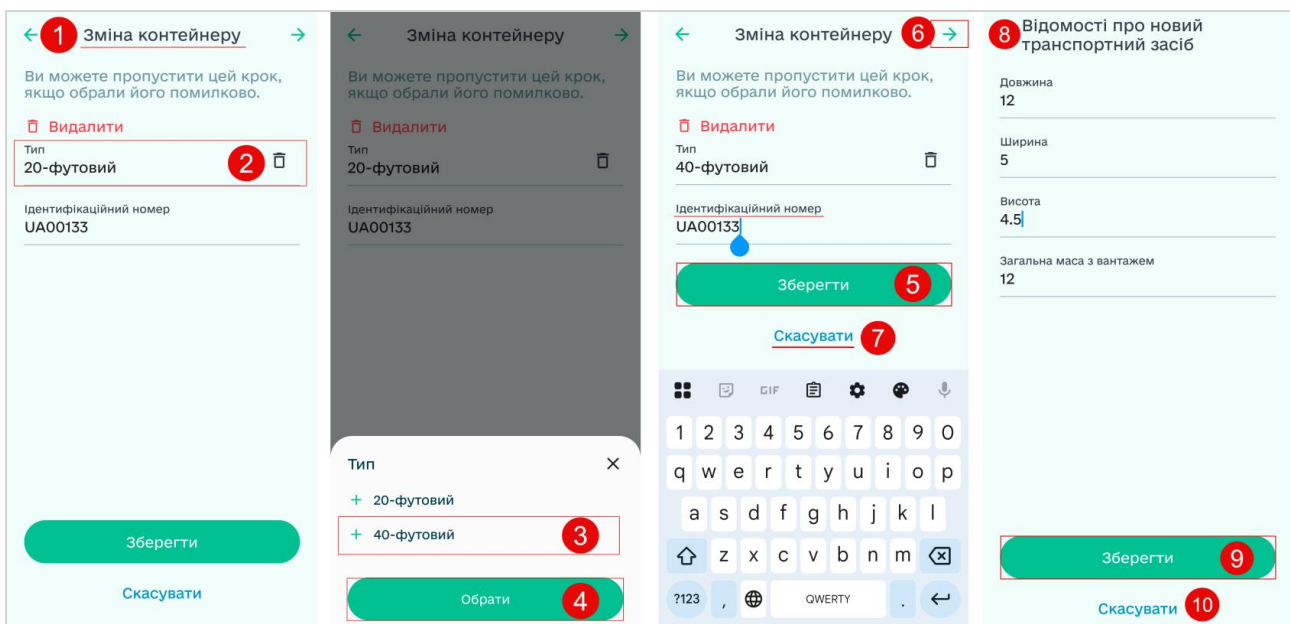 1
Зміна контейнеру
Ви можете пропустити цей крок,
якщо обрали його помилково.
Видалити
Тип
20-футовий
2
Ідентифікаційний номер
UA00133
Зберегти
Скасувати
Зміна контейнеру
Ви можете пропустити цей крок,
якщо обрали його помилково.
Видалити
Тип
20-футовий
Ідентифікаційний номер
UA00133
Тип
20-футовий
40-футовий
3
Обрати
4
Зміна контейнеру
6
Ви можете пропустити цей крок,
якщо обрали його помилково.
Видалити
Тип
40-футовий
Ідентифікаційний номер
UA00133
Зберегти
5
Скасувати
7
GIF
1 2 3 4 5 6 7 8 9 0
q w e r t y u i o p
a s d f g h j k l
z x c v b n m
?123 , QWERTY .
8
Відомості про новий
транспортний засіб
Довжина
12
Ширина
5
Висота
4.5
Загальна маса з вантажем
12
Зберегти
9
Скасувати
10